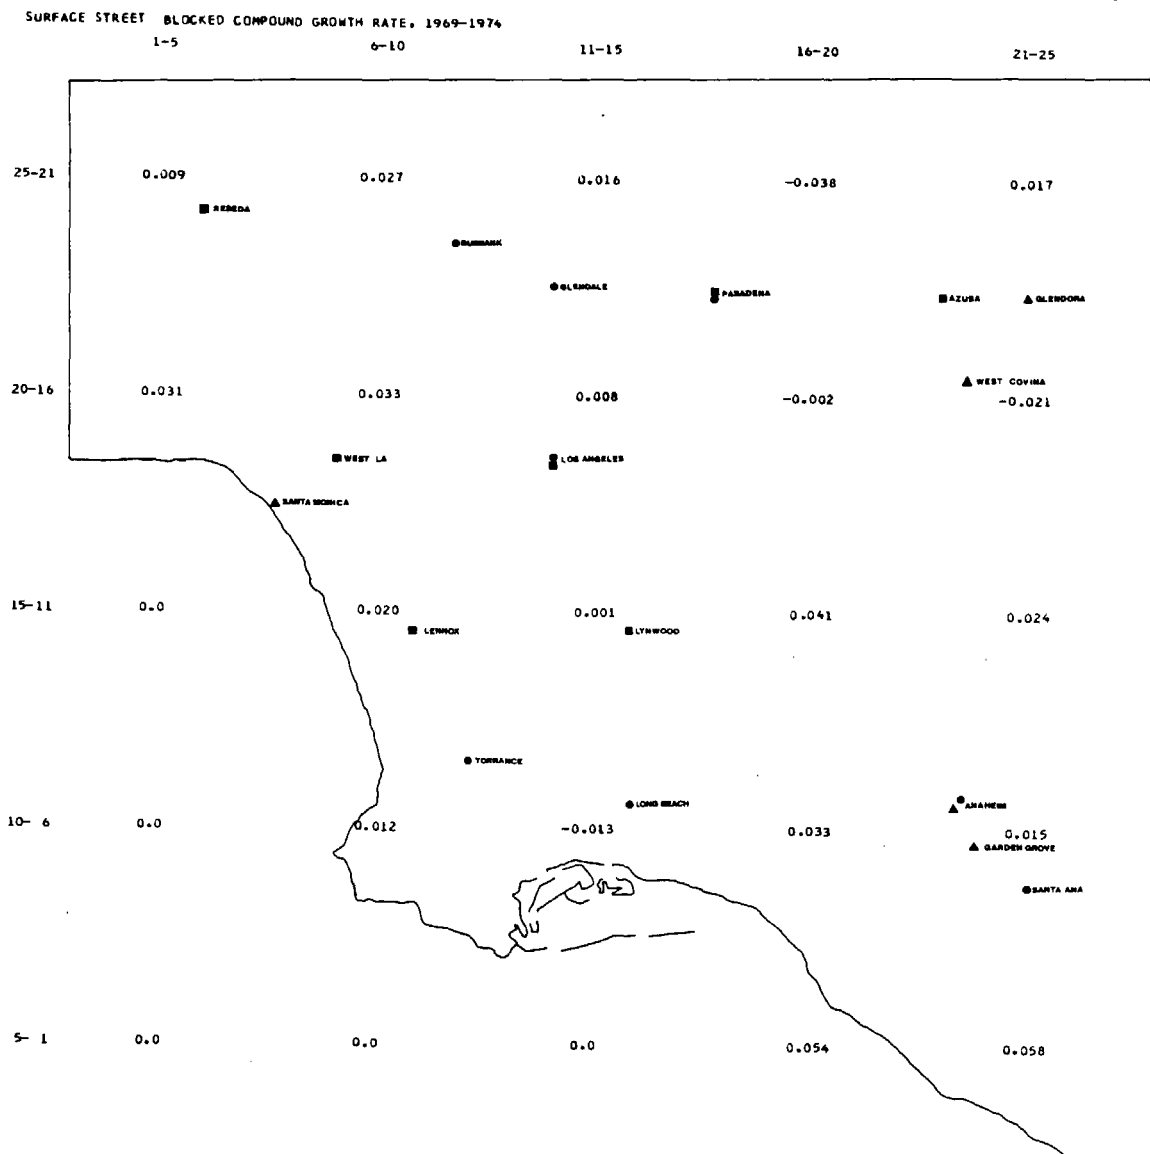 SURFACE STREET BLOCKED COMPOUND GROWTH RATE, 1969-1974
1-5 6-10 11-15 16-20 21-25
25-21 0.009 0.027 0.016 -0.038 0.017
RESEDA
BURBANK
GLENDALE
PASADENA
AZUSA
GLENDORA
WEST COVINA
20-16 0.031 0.033 0.008 -0.002 -0.021
WEST LA
LOS ANGELES
SANTA MONICA
15-11 0.0 0.020 0.001 0.041 0.024
LENNOX
LYNWOOD
TORRANCE
LONG BEACH
ANAHEIM
10- 6 0.0 0.012 -0.013 0.033 0.015
GARDEN GROVE
SANTA ANA
5- 1 0.0 0.0 0.0 0.054 0.058